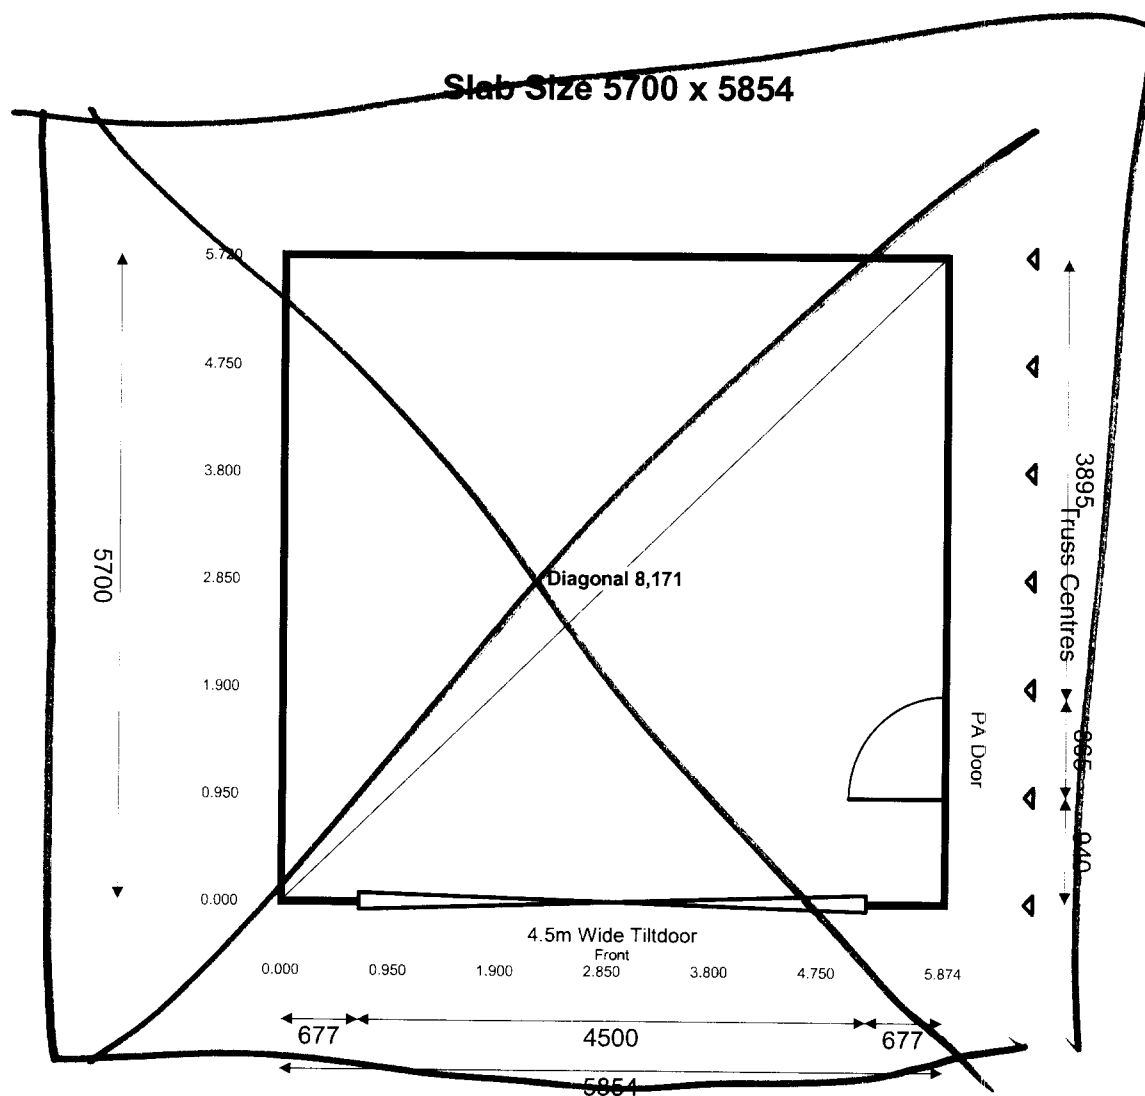 Slab Size 5700 x 5854
5.720
4.750
3.800
2.850
1.900
0.950
0.000
5700
Diagonal 8,171
3895
Truss Centres
865
940
PA Door
4.5m Wide Tiltdoor
Front
0.000 0.950 1.900 2.850 3.800 4.750 5.874
677 4500 677
5854